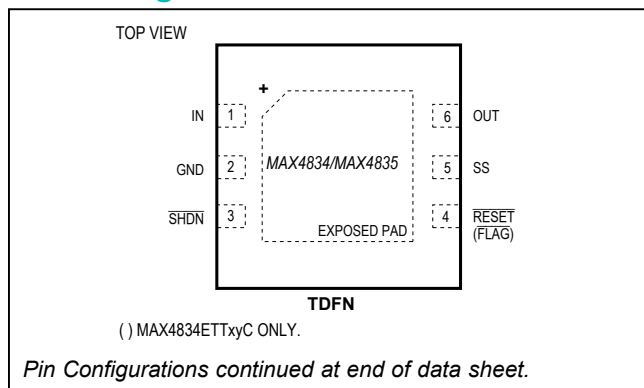 TOP VIEW
+
IN 1
6 OUT
GND 2
MAX4834/MAX4835
5 SS
SHDN 3
4 RESET
(FLAG)
EXPOSED PAD
TDFN
( ) MAX4834ETTxyC ONLY.
Pin Configurations continued at end of data sheet.